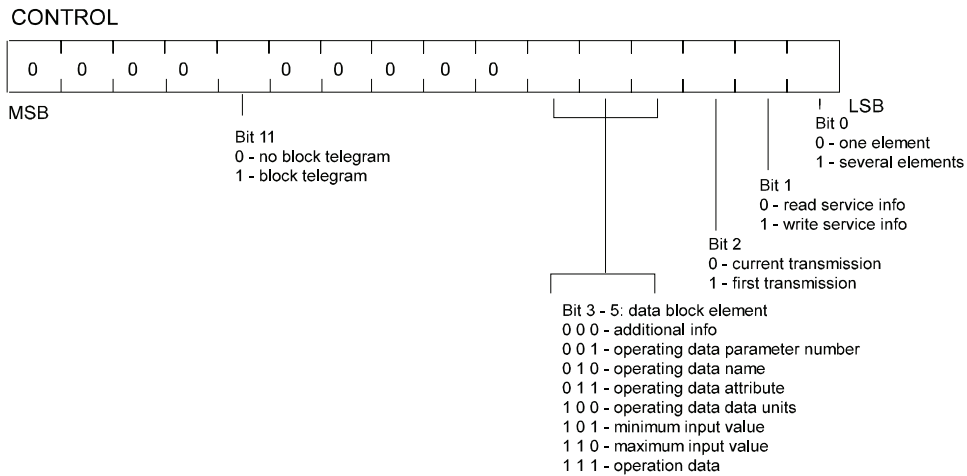 CONTROL
0 0 0 0 0 0 0 0 0
MSB
LSB
Bit 11
0 - no block telegram
1 - block telegram
Bit 0
0 - one element
1 - several elements
Bit 1
0 - read service info
1 - write service info
Bit 2
0 - current transmission
1 - first transmission
Bit 3 - 5: data block element
0 0 0 - additional info
0 0 1 - operating data parameter number
0 1 0 - operating data name
0 1 1 - operating data attribute
1 0 0 - operating data data units
1 0 1 - minimum input value
1 1 0 - maximum input value
1 1 1 - operation data